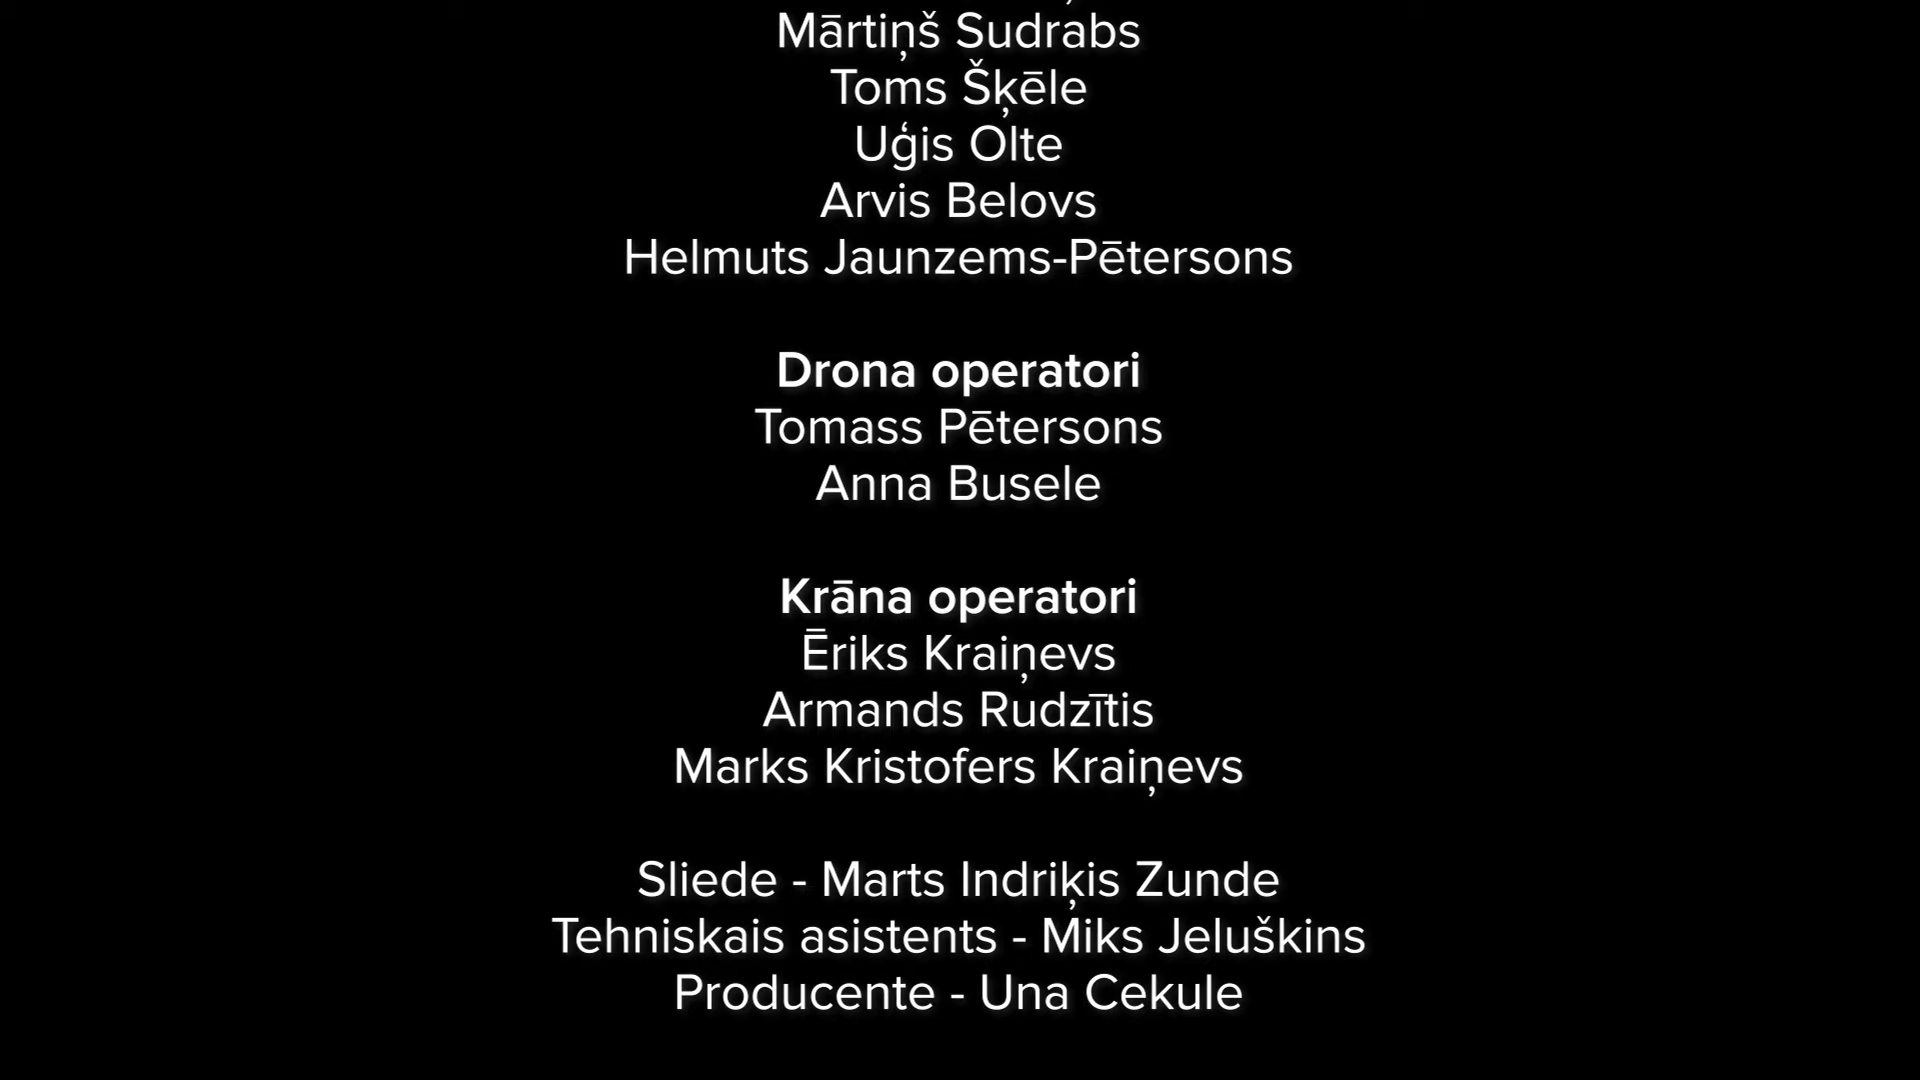 Mārtiņš Sudrabs
Toms Šķēle
Uģis Olte
Arvis Belovs
Helmuts Jaunzems-Pētersons
Drona operatori
Tomass Pētersons
Anna Busele
Krāna operatori
Ēriks Kraiņevs
Armands Rudzītis
Marks Kristofers Kraiņevs
Sliede - Marts Indriķis Zunde
Tehniskais asistents - Miks Jeluškins
Producente - Una Cekule